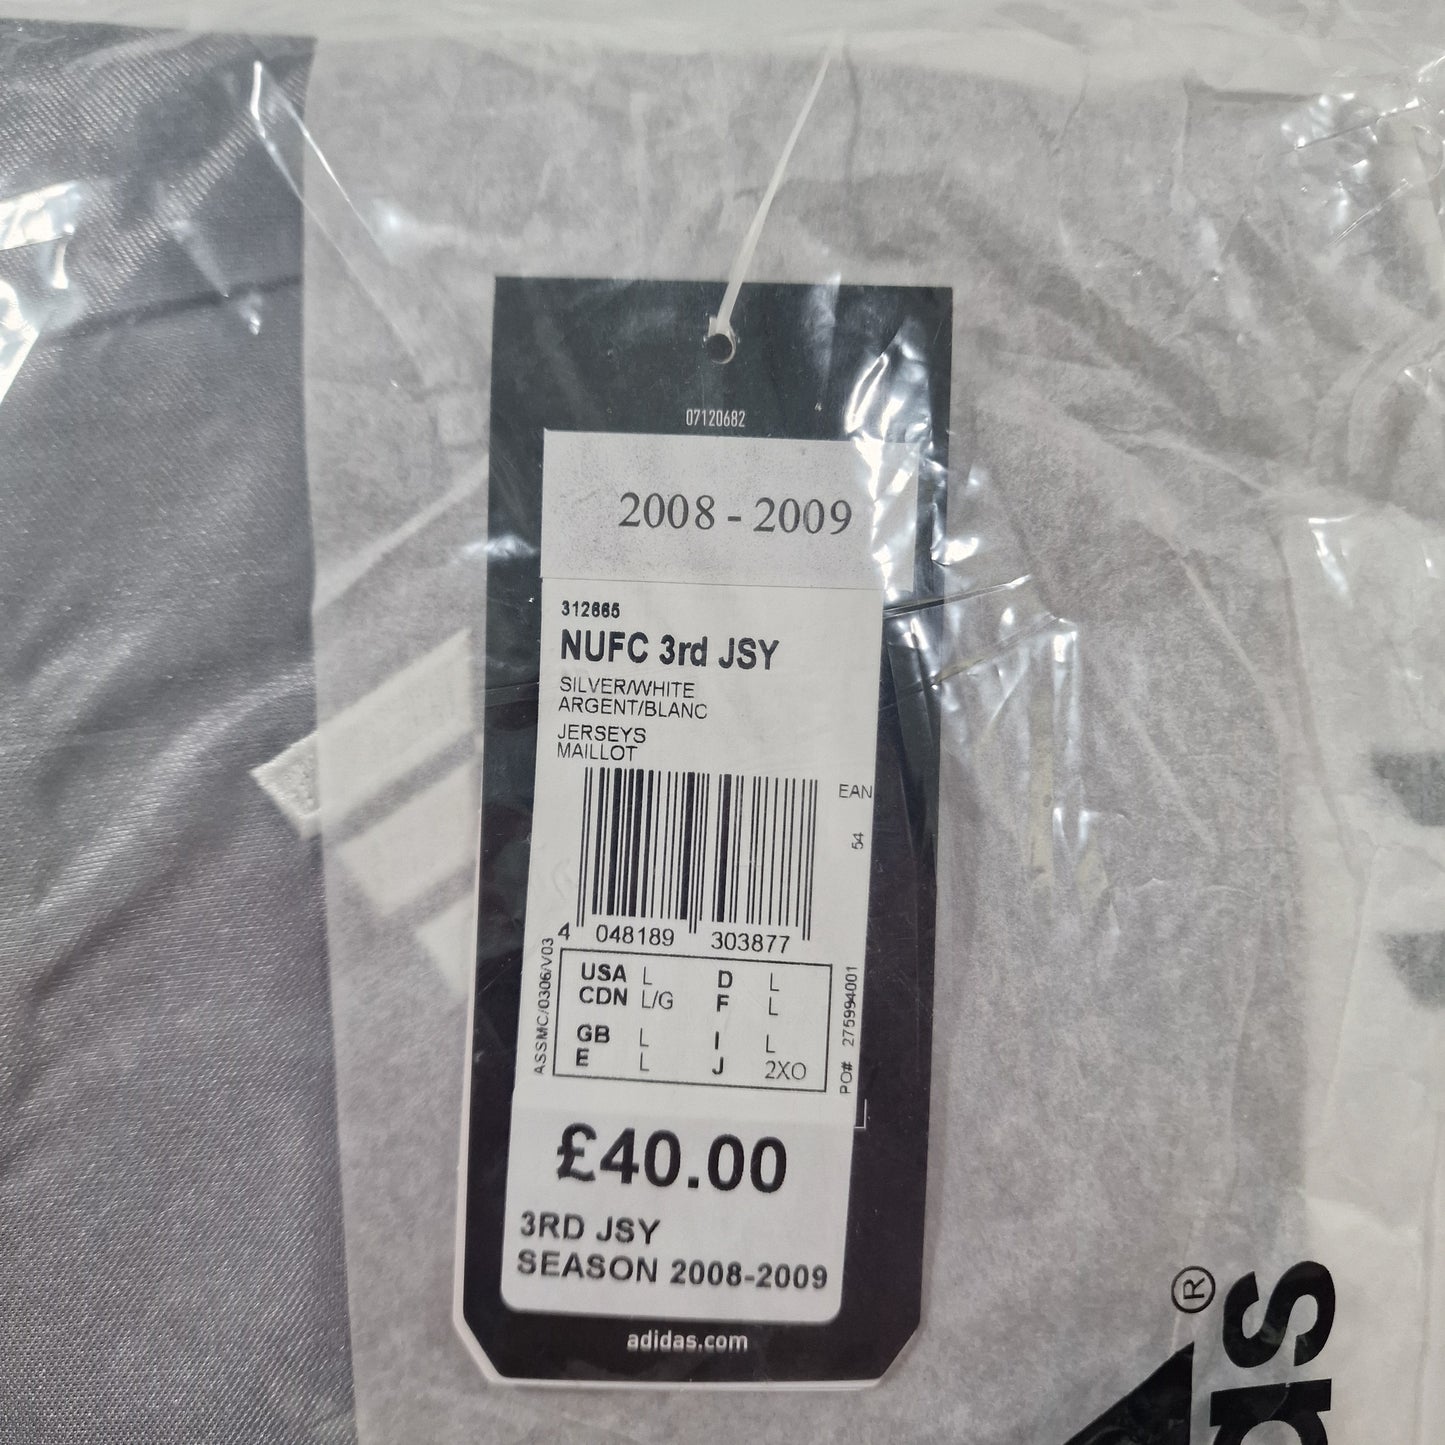 07120682
2008 - 2009
312665
NUFC 3rd JSY
SILVER/WHITE
ARGENT/BLANC
JERSEYS
MAILLOT
EAN
54
4 048189 303877
ASSMC/0306/V03
USA L D L
CDN L/G F L
GB L I L
E L J 2XO
PO# 275994001
£40.00
3RD JSY
SEASON 2008-2009
adidas.com